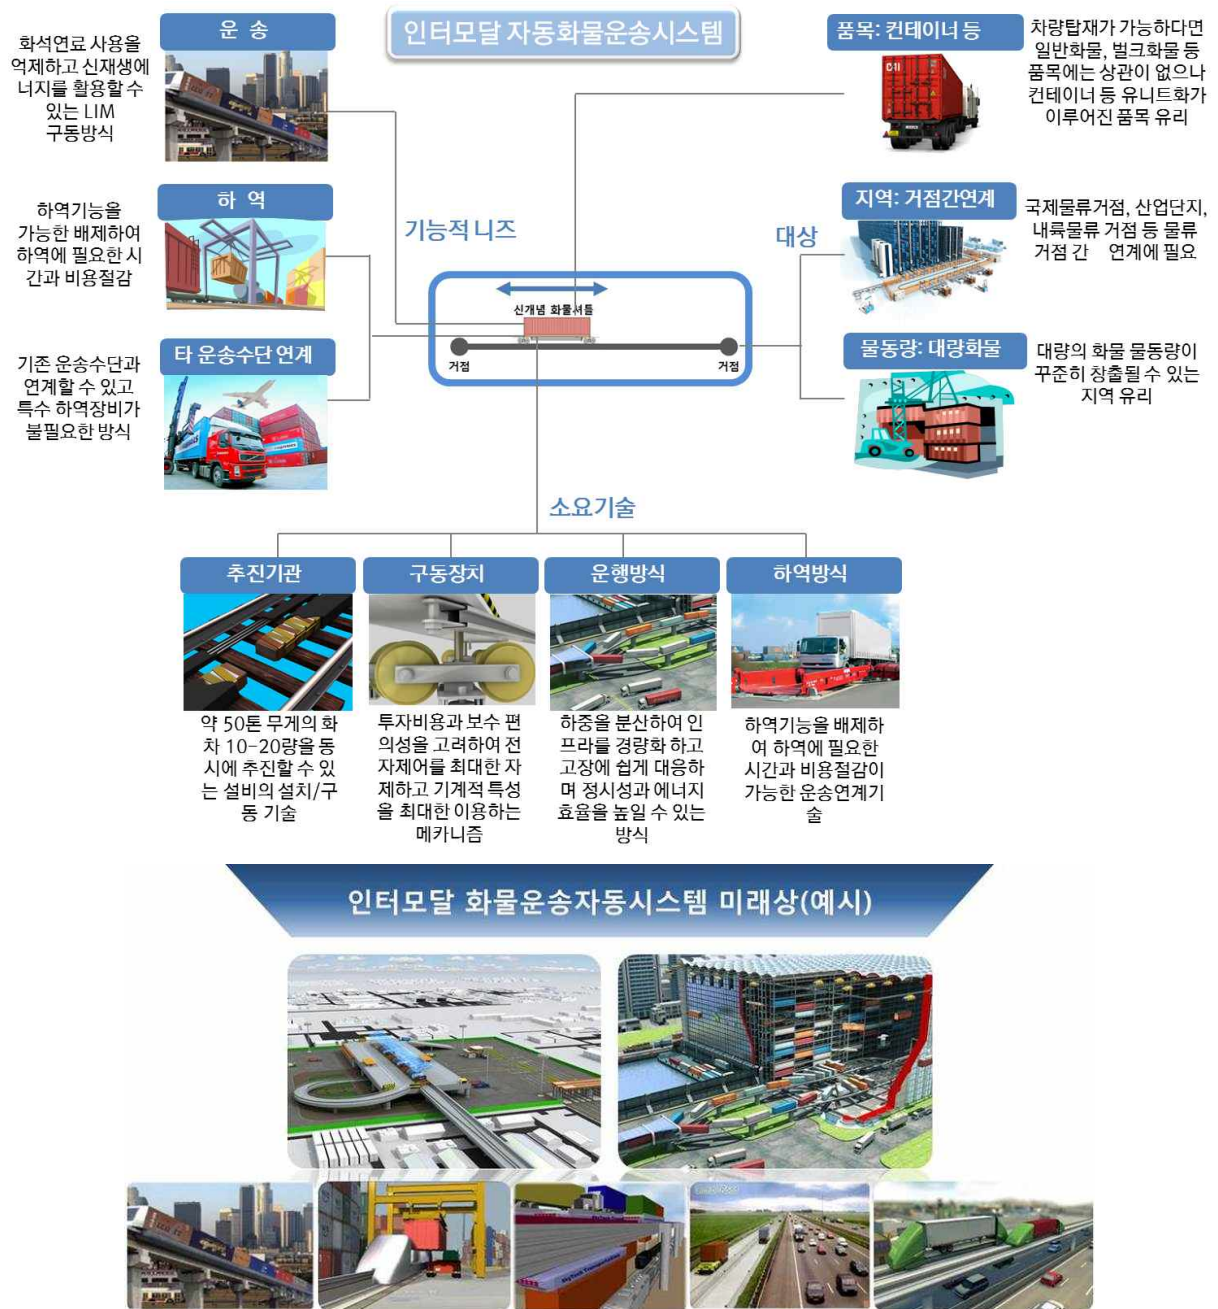 인터모달 자동화물운송시스템
운 송
화석연료 사용을
억제하고 신재생에
너지를 활용할 수
있는 LIM
구동방식
하 역
하역기능을
가능한 배제하여
하역에 필요한 시
간과 비용절감
타 운송수단 연계
기존 운송수단과
연계할 수 있고
특수 하역장비가
불필요한 방식
기능적 니즈
대상
신개념 화물셔틀
거점
거점
품목: 컨테이너 등
차량탑재가 가능하다면
일반화물, 벌크화물 등
품목에는 상관이 없으나
컨테이너 등 유니트화가
이루어진 품목 유리
지역: 거점간연계
국제물류거점, 산업단지,
내륙물류 거점 등 물류
거점 간 연계에 필요
물동량: 대량화물
대량의 화물 물동량이
꾸준히 창출될 수 있는
지역 유리
소요기술
추진기관
약 50톤 무게의 화
차 10-20량을 동
시에 추진할 수 있
는 설비의 설치/구
동 기술
구동장치
투자비용과 보수 편
의성을 고려하여 전
자제어를 최대한 자
제하고 기계적 특성
을 최대한 이용하는
메카니즘
운행방식
하중을 분산하여 인
프라를 경량화 하고
고장에 쉽게 대응하
며 정시성과 에너지
효율을 높일 수 있는
방식
하역방식
하역기능을 배제하
여 하역에 필요한
시간과 비용절감이
가능한 운송연계기
술
인터모달 화물운송자동시스템 미래상(예시)